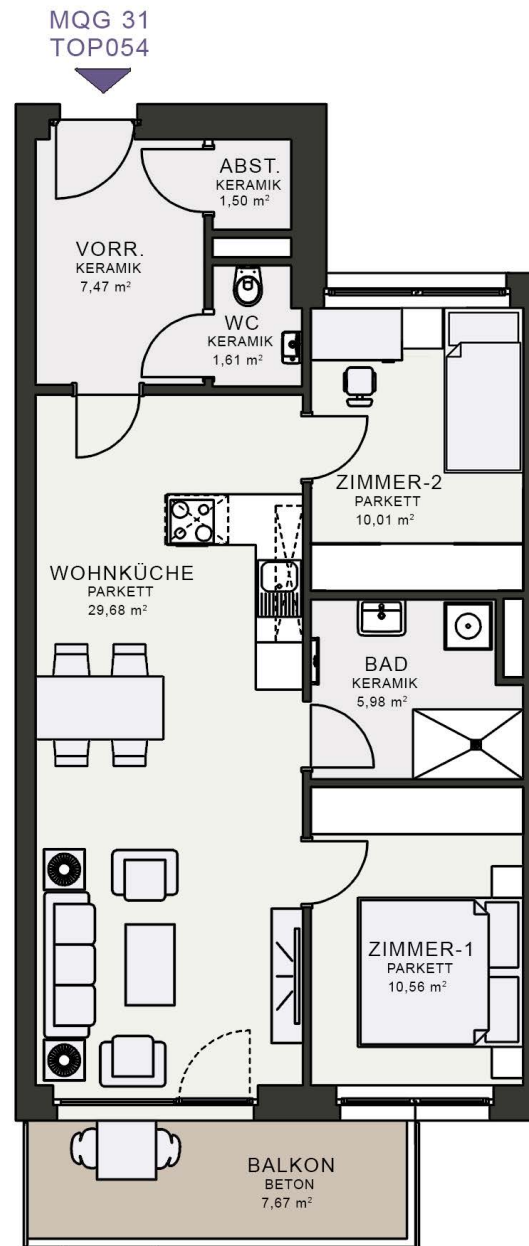 MQG 31
TOP054
ABST.
KERAMIK
1,50 m²
VORR.
KERAMIK
7,47 m²
WC
KERAMIK
1,61 m²
ZIMMER-2
PARKETT
10,01 m²
WOHNKÜCHE
PARKETT
29,68 m²
BAD
KERAMIK
5,98 m²
ZIMMER-1
PARKETT
10,56 m²
BALKON
BETON
7,67 m²